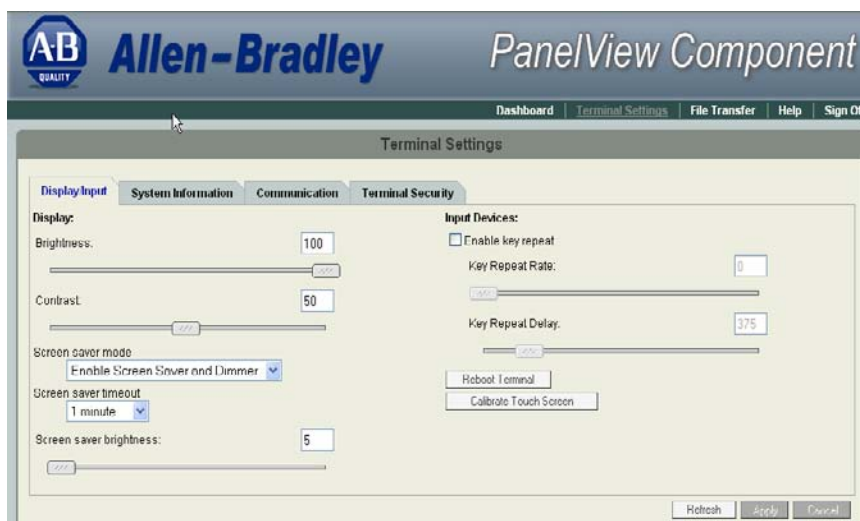 A·B
QUALITY
Allen-Bradley
PanelView Component
Dashboard | Terminal Settings | File Transfer | Help | Sign O
Terminal Settings
Display/Input
System Information
Communication
Terminal Security
Display:
Brightness: 100
Contrast: 50
Screen saver mode
Enable Screen Saver and Dimmer
Screen saver timeout
1 minute
Screen saver brightness: 5
Input Devices:
Enable key repeat
Key Repeat Rate: 0
Key Repeat Delay: 375
Reboot Terminal
Calibrate Touch Screen
Refresh Apply Cancel